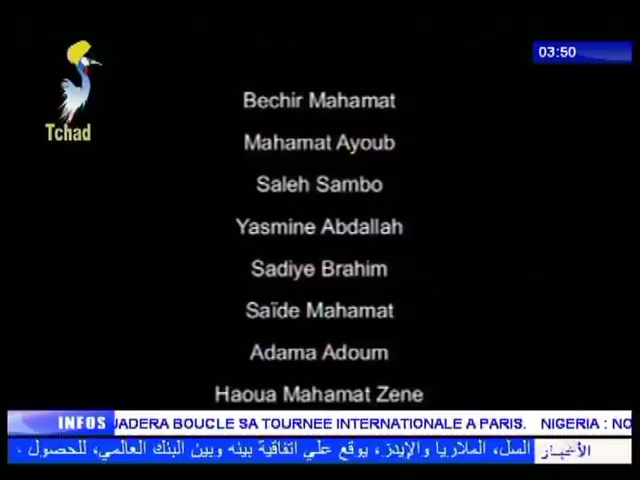 03:50
Tchad
Bechir Mahamat
Mahamat Ayoub
Saleh Sambo
Yasmine Abdallah
Sadiye Brahim
Saïde Mahamat
Adama Adoum
Haoua Mahamat Zene
INFOS UADERA BOUCLE SA TOURNEE INTERNATIONALE A PARIS. NIGERIA : NO
الأخبار السل، الملاريا والإيدز، يوقع علي اتفاقية بينه وبين البنك العالمي، للحصول